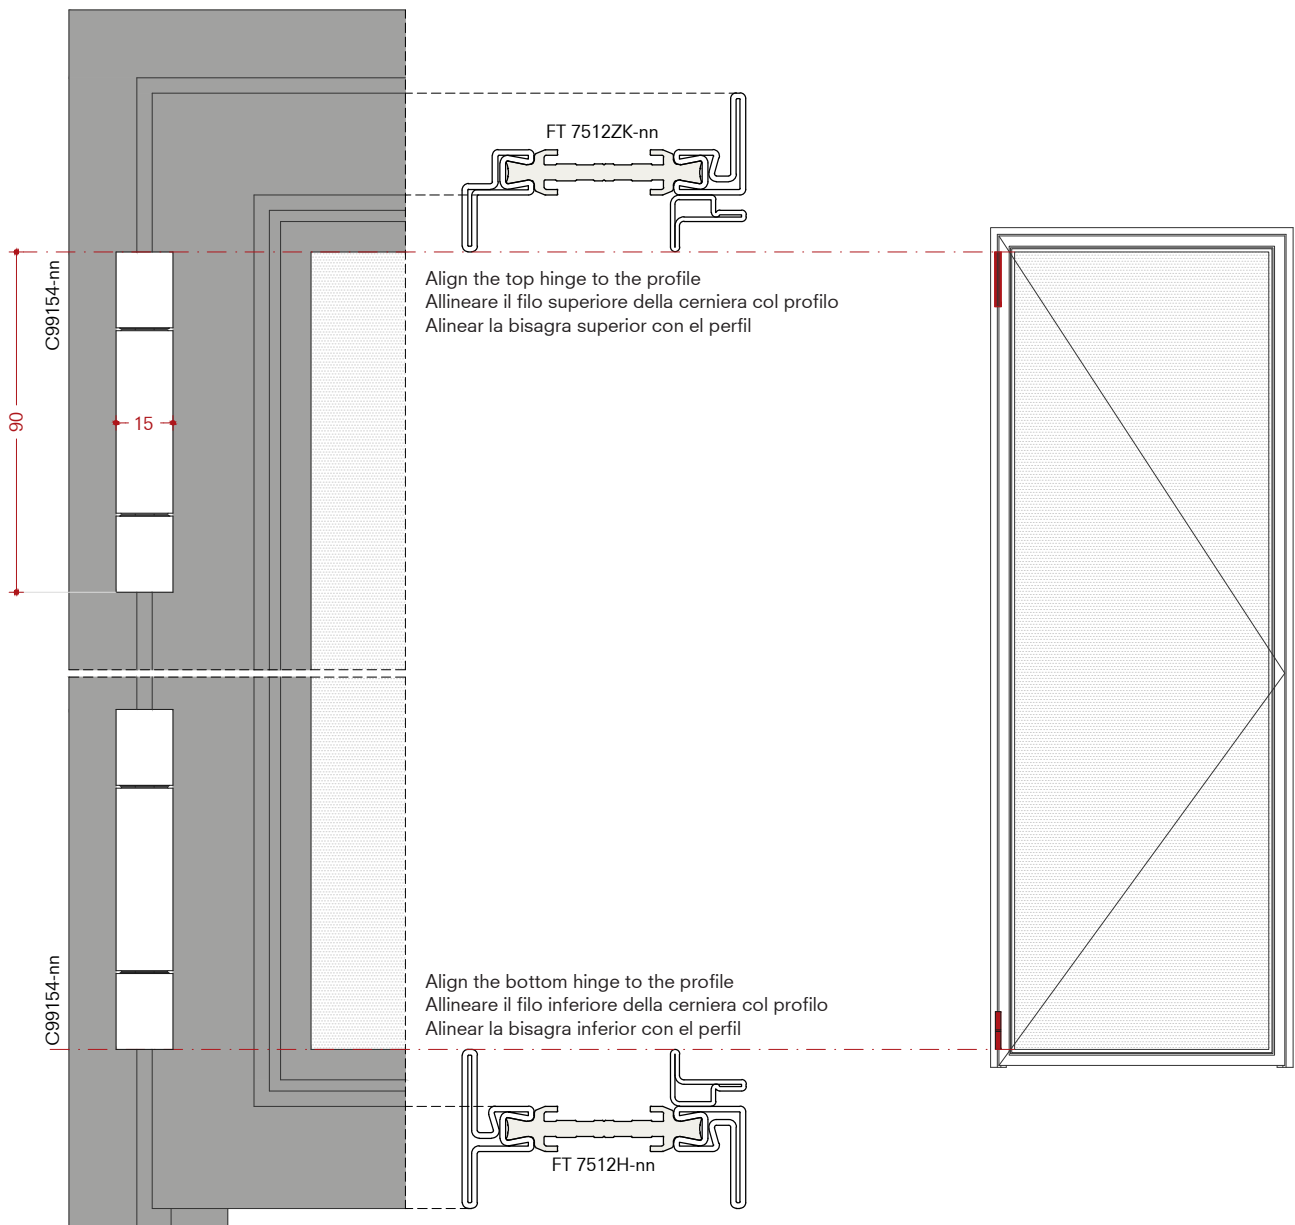 FT 7512ZK-nn
C99154-nn
Align the top hinge to the profile
Allineare il filo superiore della cerniera col profilo
Alinear la bisagra superior con el perfil
90
15
C99154-nn
Align the bottom hinge to the profile
Allineare il filo inferiore della cerniera col profilo
Alinear la bisagra inferior con el perfil
FT 7512H-nn